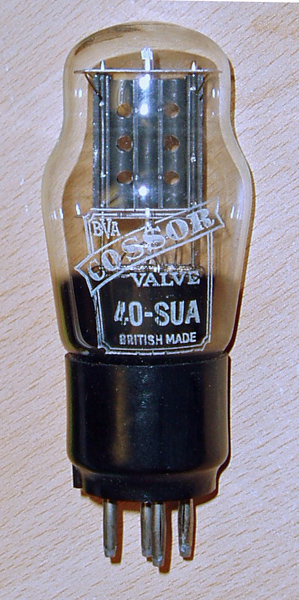 BVA
COSSOR
VALVE
40-SUA
BRITISH MADE